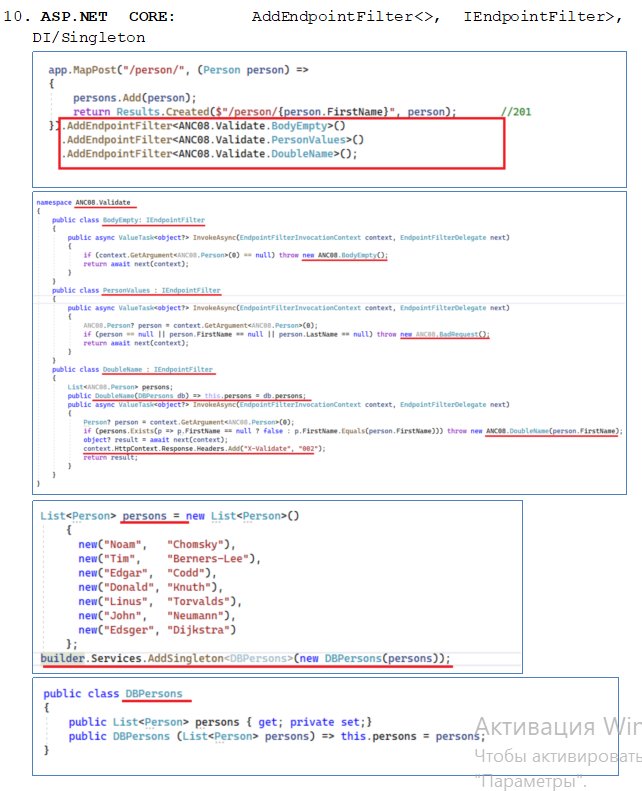 10. ASP.NET CORE: AddEndpointFilter<>, IEndpointFilter>,
DI/Singleton
app.MapPost("/person/", (Person person) =>
{
persons.Add(person);
return Results.Created($"/person/{person.FirstName}", person); //201
}).AddEndpointFilter<ANC08.Validate.BodyEmpty>()
.AddEndpointFilter<ANC08.Validate.PersonValues>()
.AddEndpointFilter<ANC08.Validate.DoubleName>();
namespace ANC08.Validate
{
public class BodyEmpty: IEndpointFilter
{
public async ValueTask<object?> InvokeAsync(EndpointFilterInvocationContext context, EndpointFilterDelegate next)
{
if (context.GetArgument<ANC08.Person>(0) == null) throw new ANC08.BodyEmpty();
return await next(context);
}
}
public class PersonValues : IEndpointFilter
{
public async ValueTask<object?> InvokeAsync(EndpointFilterInvocationContext context, EndpointFilterDelegate next)
{
ANC08.Person? person = context.GetArgument<ANC08.Person>(0);
if (person == null || person.FirstName == null || person.LastName == null) throw new ANC08.BadRequest();
return await next(context);
}
}
public class DoubleName : IEndpointFilter
{
List<ANC08.Person> persons;
public DoubleName(DBPersons db) => this.persons = db.persons;
public async ValueTask<object?> InvokeAsync(EndpointFilterInvocationContext context, EndpointFilterDelegate next)
{
Person? person = context.GetArgument<ANC08.Person>(0);
if (persons.Exists(p => p.FirstName == null ? false : p.FirstName.Equals(person.FirstName))) throw new ANC08.DoubleName(person.FirstName);
object? result = await next(context);
context.HttpContext.Response.Headers.Add("X-Validate", "002");
return result;
}
}
}
List<Person> persons = new List<Person>()
{
new("Noam", "Chomsky"),
new("Tim", "Berners-Lee"),
new("Edgar", "Codd"),
new("Donald", "Knuth"),
new("Linus", "Torvalds"),
new("John", "Neumann"),
new("Edsger", "Dijkstra")
};
builder.Services.AddSingleton<DBPersons>(new DBPersons(persons));
public class DBPersons
{
public List<Person> persons { get; private set;}
public DBPersons (List<Person> persons) => this.persons = persons;
}
Активация Win
Чтобы активировать
"Параметры".